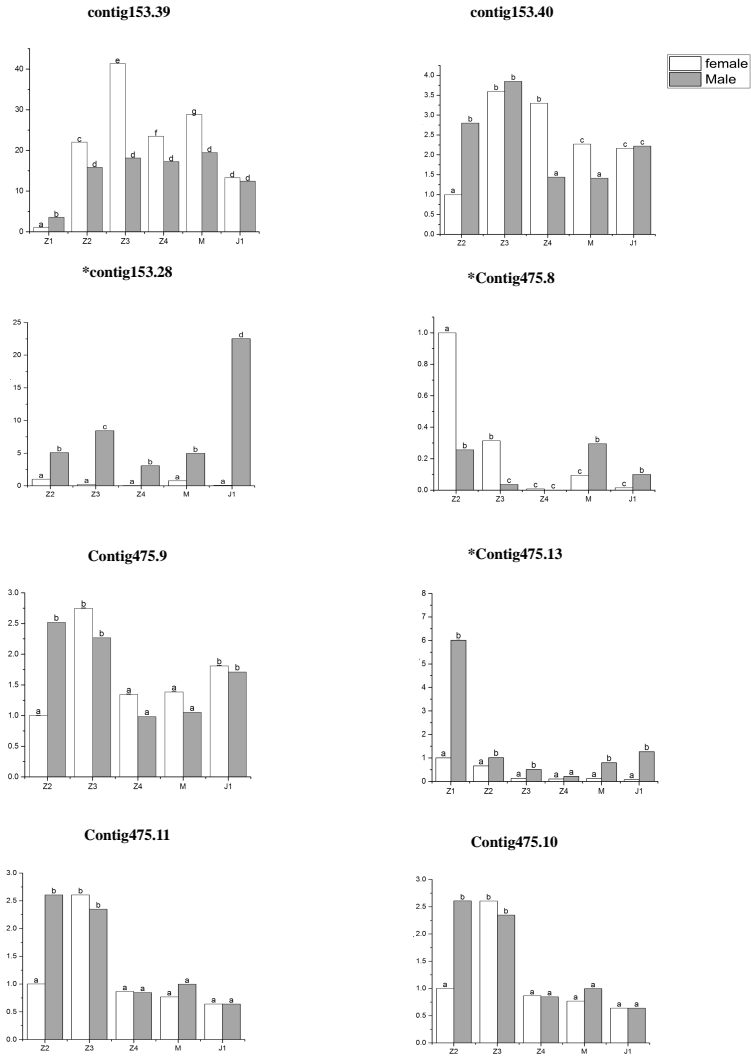 contig153.39
contig153.40
female
Male
40
30
20
10
0
a b c d e d f d g d d d
Z1 Z2 Z3 Z4 M J1
4.0
3.5
3.0
2.5
2.0
1.5
1.0
0.5
0.0
a b b b b a c a c c
Z2 Z3 Z4 M J1
*contig153.28
*Contig475.8
25
20
15
10
5
0
a b a c a b a b a d
Z2 Z3 Z4 M J1
1.0
0.8
0.6
0.4
0.2
0.0
a b b c c c c b c b
Z2 Z3 Z4 M J1
Contig475.9
*Contig475.13
3.0
2.5
2.0
1.5
1.0
0.5
0.0
a b b b a a a a b b
Z2 Z3 Z4 M J1
8
6
5
4
3
2
1
0
a b a b a b a a a b a b
Z1 Z2 Z3 Z4 M J1
Contig475.11
Contig475.10
3.0
2.5
2.0
1.5
1.0
0.5
0.0
a b b b a a a a a a
Z2 Z3 Z4 M J1
3.0
2.5
2.0
1.5
1.0
0.5
0.0
a b b b a a a a a a
Z2 Z3 Z4 M J1